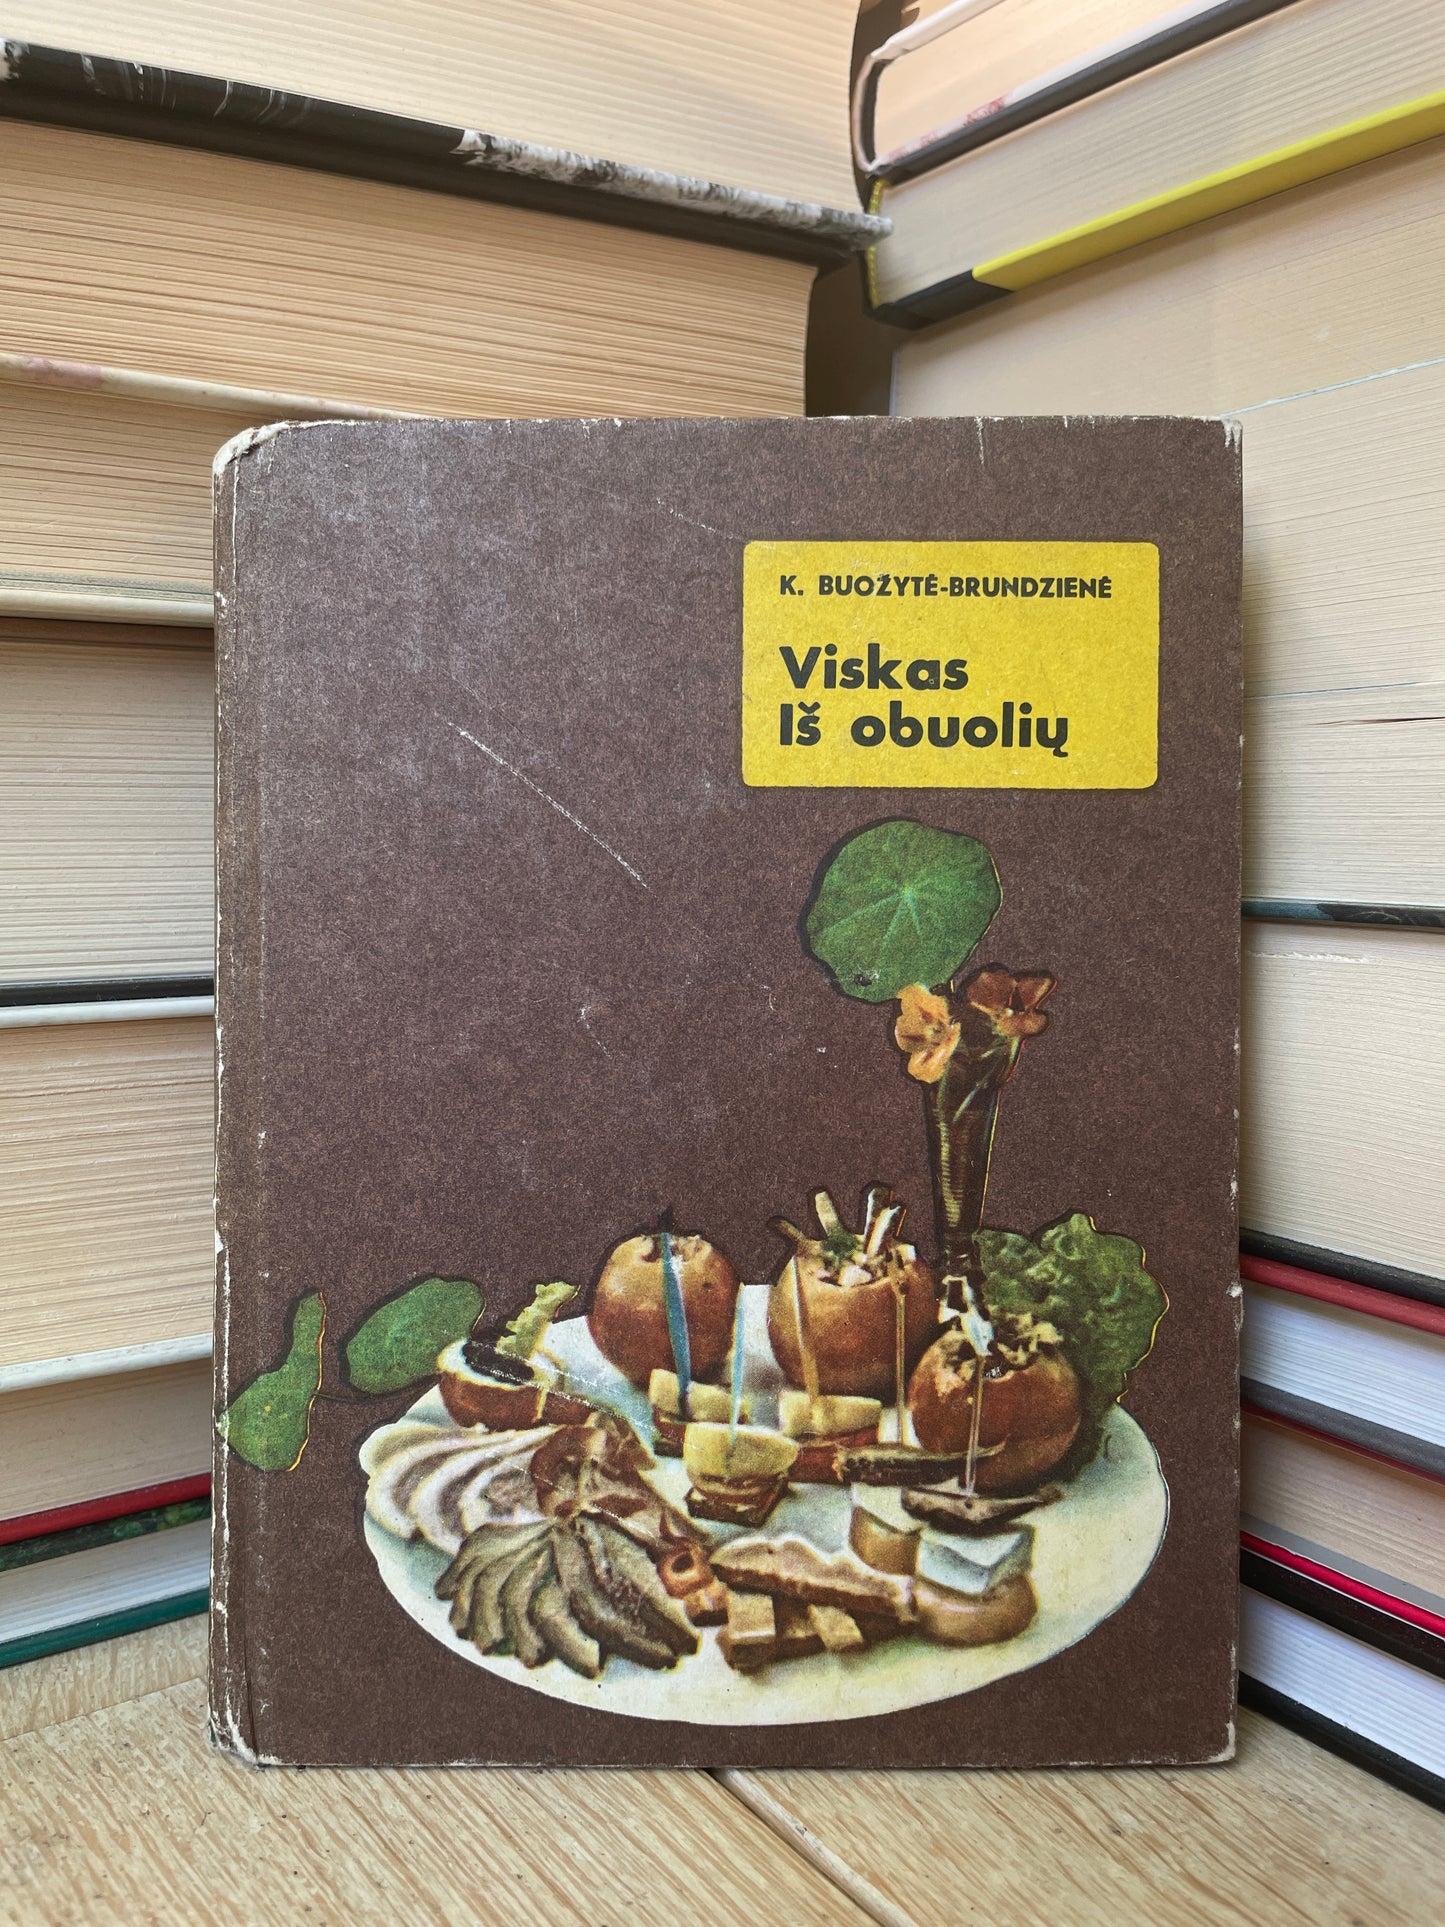 K. BUOŽYTĖ-BRUNDZIENĖ
Viskas
Iš obuolių